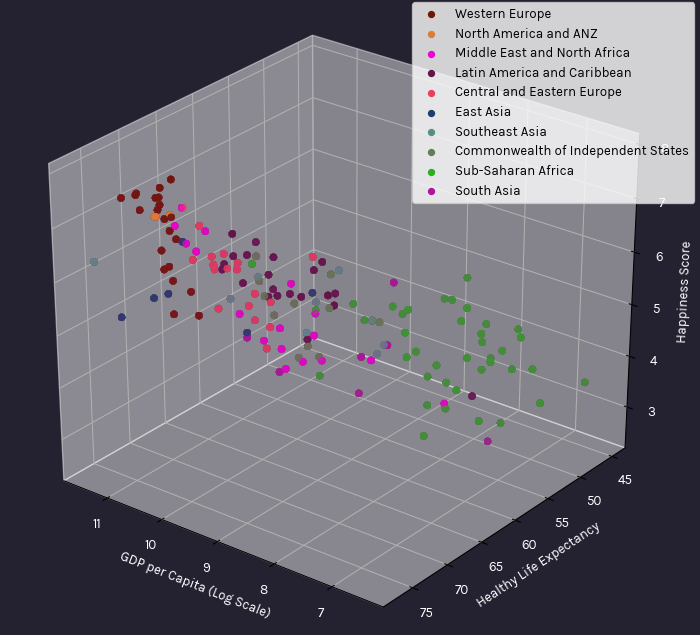 Western Europe
North America and ANZ
Middle East and North Africa
Latin America and Caribbean
Central and Eastern Europe
East Asia
Southeast Asia
Commonwealth of Independent States
Sub-Saharan Africa
South Asia
7
6
5
4
3
Happiness Score
45
50
55
60
65
70
75
Healthy Life Expectancy
11
10
9
8
7
GDP per Capita (Log Scale)